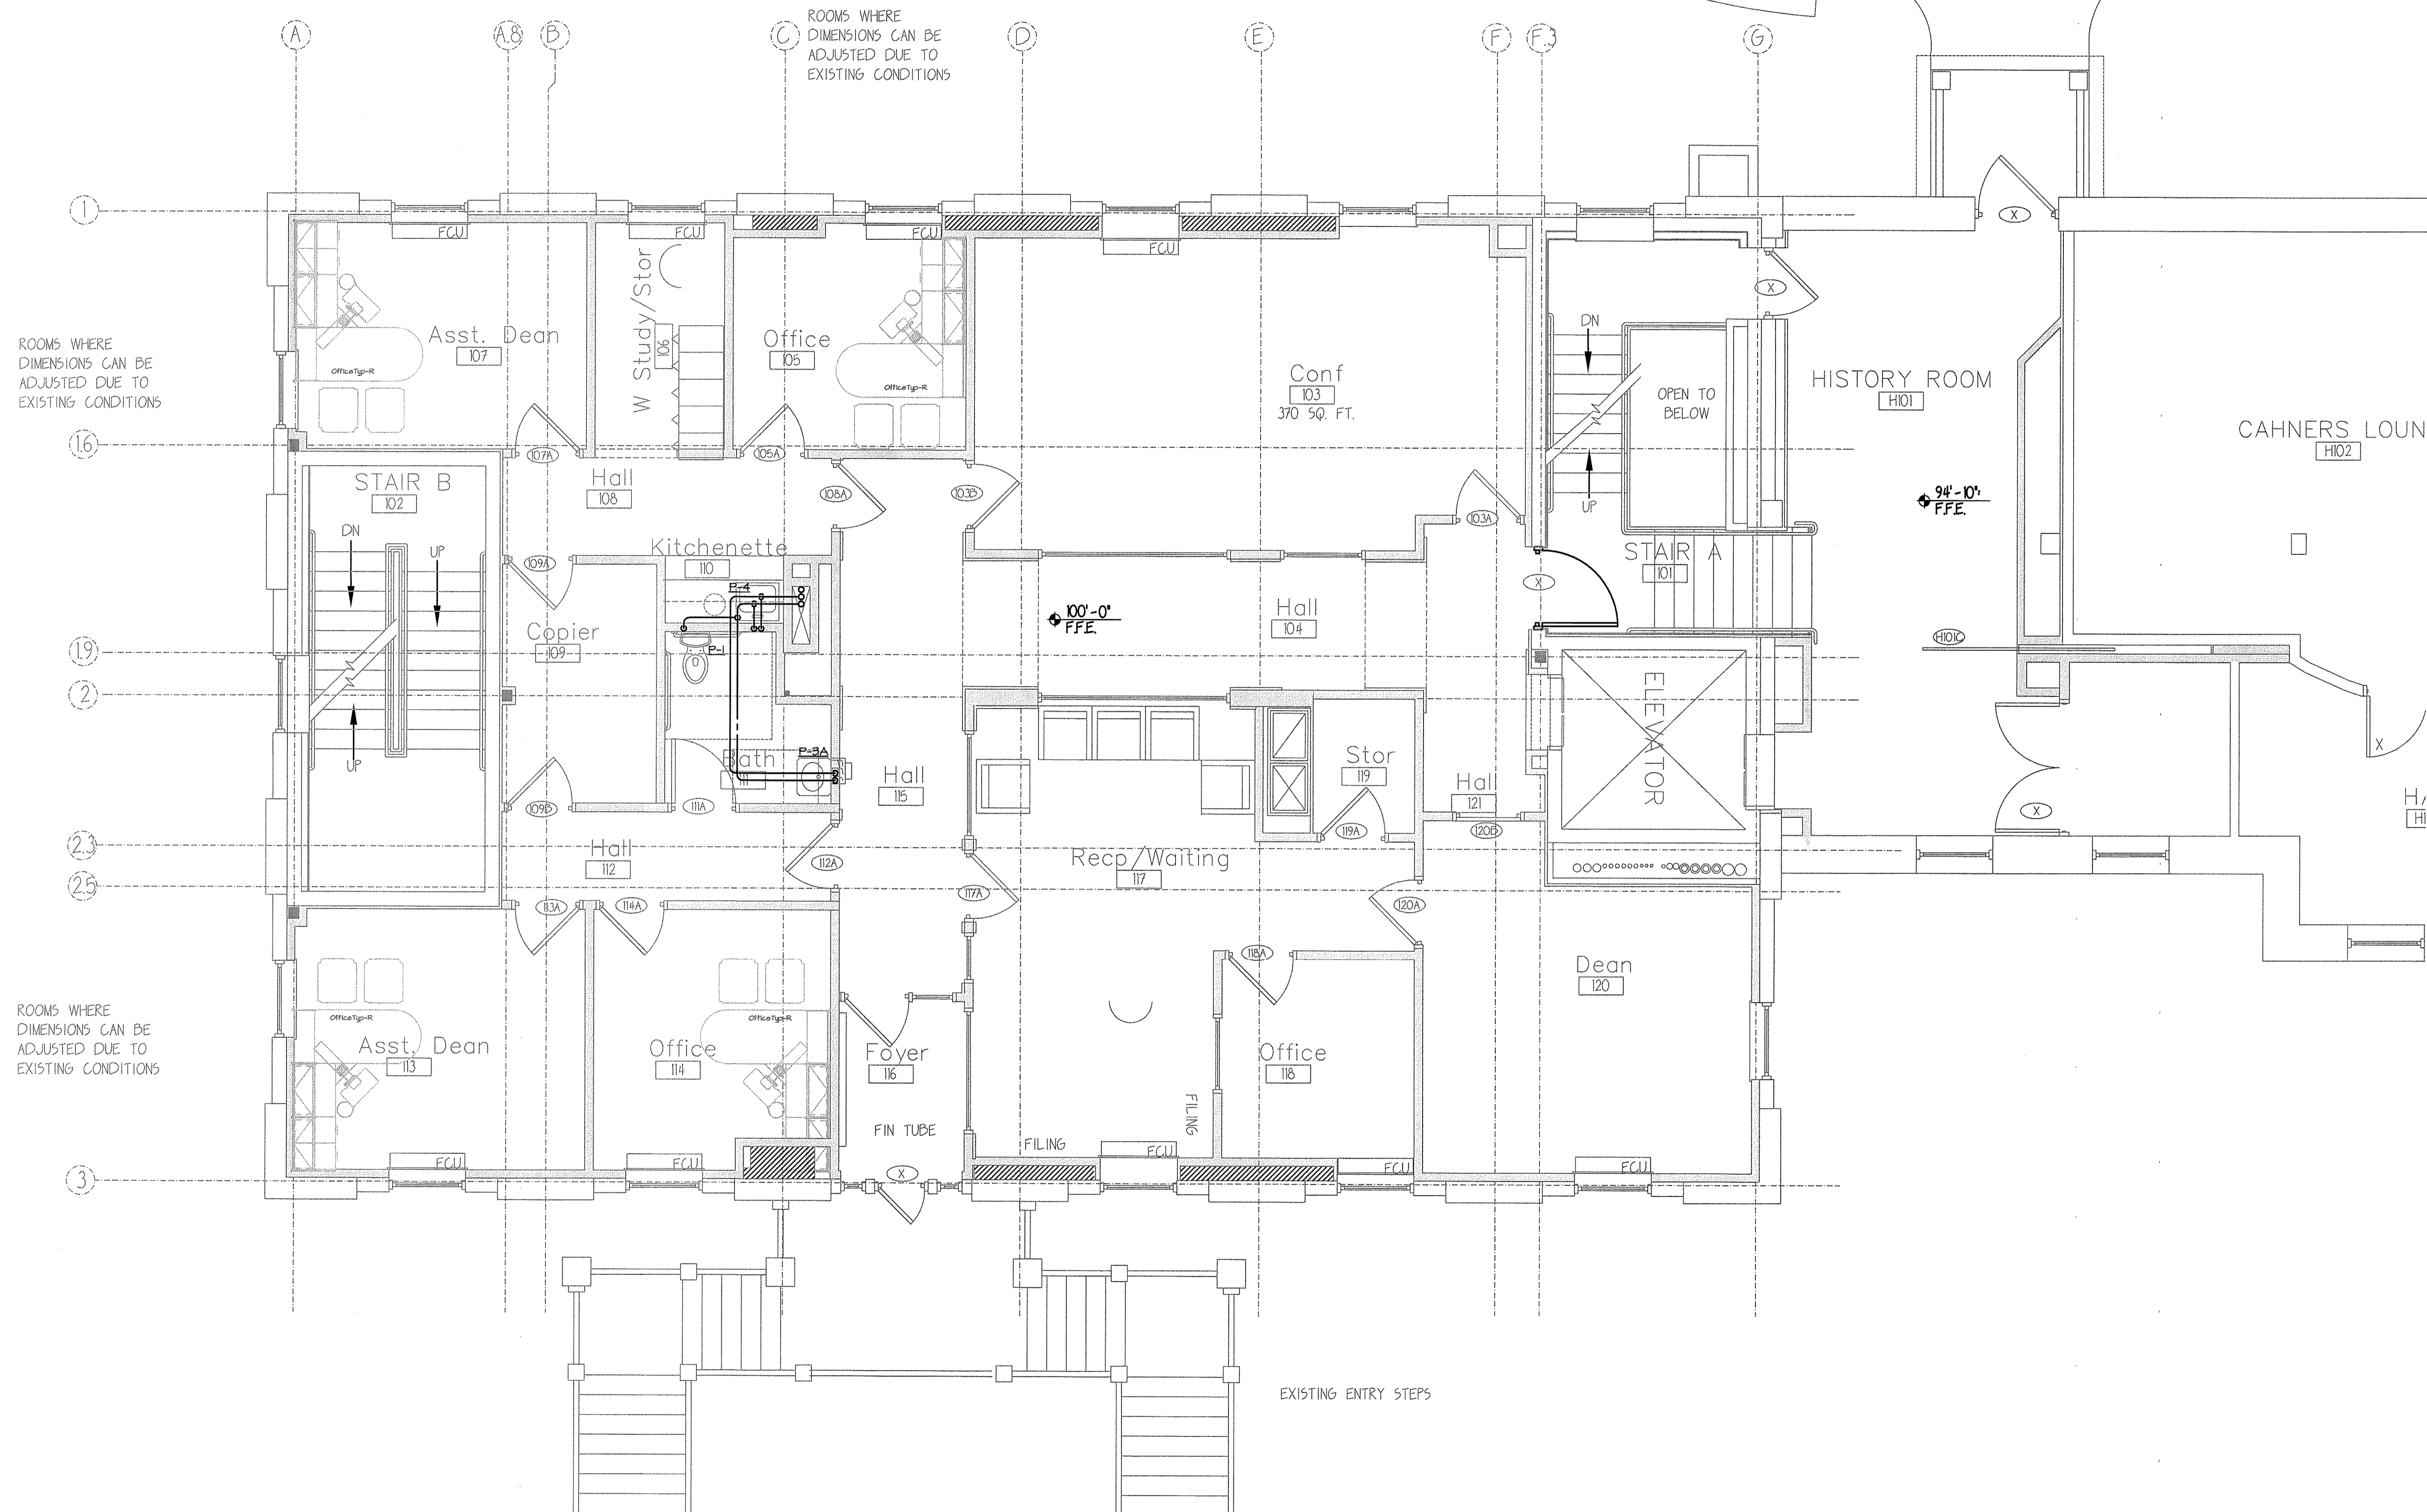 ROOMS WHERE
DIMENSIONS CAN BE
ADJUSTED DUE TO
EXISTING CONDITIONS
A
A.8
B
C
D
E
F
F.3
G
1
FCU
FCU
FCU
FCU
X
X
ROOMS WHERE
DIMENSIONS CAN BE
ADJUSTED DUE TO
EXISTING CONDITIONS
Asst. Dean
107
OfficeTyp-R
W Study/Stor
106
Office
105
OfficeTyp-R
Conf
103
370 SQ. FT.
DN
OPEN TO
BELOW
UP
HISTORY ROOM
H101
CAHNERS LOUN
H102
1.6
107A
105A
STAIR B
102
Hall
108
108A
103B
103A
94'-10"
F.F.E.
DN
UP
109A
Kitchenette
110
P-4
STAIR A
101
X
100'-0"
F.F.E.
Hall
104
Copier
109
P-1
H101C
1.9
2
ELEVATOR
UP
P-3A
Bath
111
Hall
115
Stor
119
Hall
121
X
X
109B
111A
119A
120B
2.3
Hall
112
112A
Recp/Waiting
117
2.5
117A
113A
114A
120A
118A
Dean
120
ROOMS WHERE
DIMENSIONS CAN BE
ADJUSTED DUE TO
EXISTING CONDITIONS
OfficeTyp-R
Asst. Dean
113
OfficeTyp-R
Office
114
Foyer
116
Office
118
FIN TUBE
FILING
FILING
3
FCU
FCU
X
FCU
FCU
FCU
EXISTING ENTRY STEPS